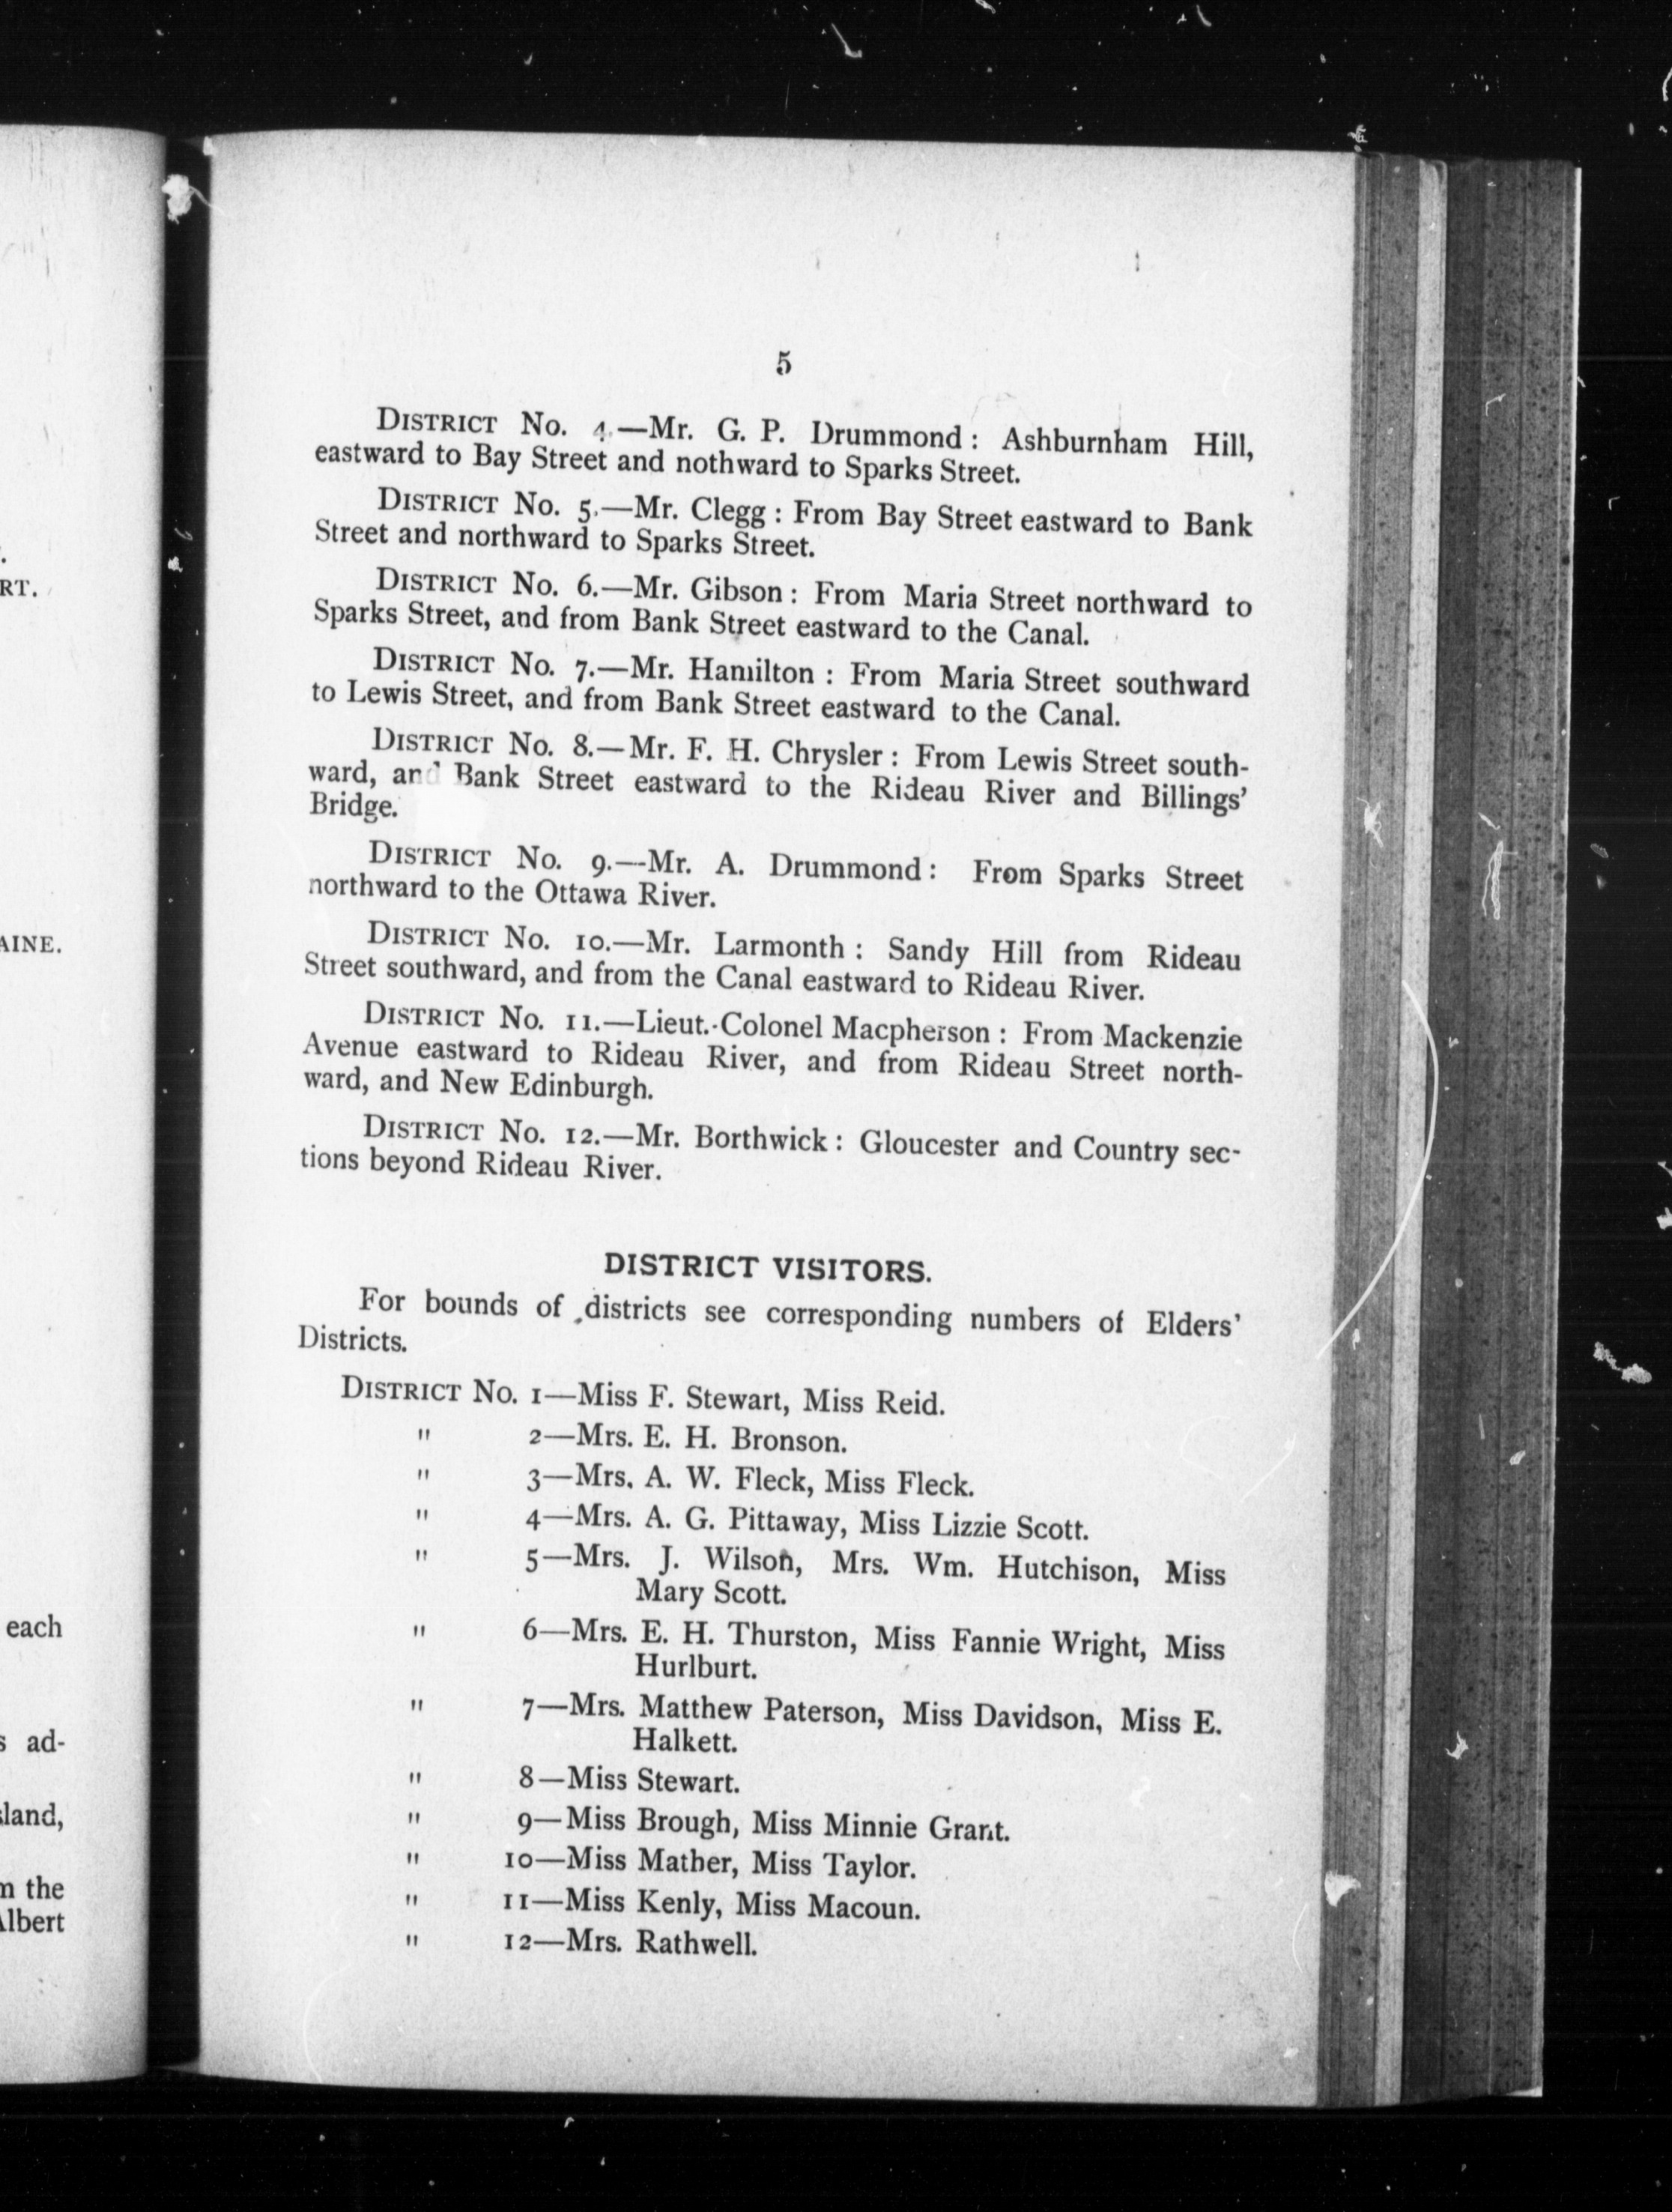 5
DISTRICT No. 4.—Mr. G. P. Drummond : Ashburnham Hill,
eastward to Bay Street and nothward to Sparks Street.
DISTRICT No. 5.—Mr. Clegg : From Bay Street eastward to Bank
Street and northward to Sparks Street.
DISTRICT No. 6.—Mr. Gibson : From Maria Street northward to
Sparks Street, and from Bank Street eastward to the Canal.
DISTRICT No. 7.—Mr. Hamilton : From Maria Street southward
to Lewis Street, and from Bank Street eastward to the Canal.
DISTRICT No. 8.—Mr. F. H. Chrysler : From Lewis Street south-
ward, and Bank Street eastward to the Rideau River and Billings'
Bridge.
DISTRICT No. 9.—Mr. A. Drummond : From Sparks Street
northward to the Ottawa River.
DISTRICT No. 10.—Mr. Larmonth : Sandy Hill from Rideau
Street southward, and from the Canal eastward to Rideau River.
DISTRICT No. 11.—Lieut.-Colonel Macpherson : From Mackenzie
Avenue eastward to Rideau River, and from Rideau Street north-
ward, and New Edinburgh.
DISTRICT No. 12.—Mr. Borthwick : Gloucester and Country sec-
tions beyond Rideau River.
DISTRICT VISITORS.
For bounds of districts see corresponding numbers of Elders'
Districts.
DISTRICT No. 1—Miss F. Stewart, Miss Reid.
" 2—Mrs. E. H. Bronson.
" 3—Mrs. A. W. Fleck, Miss Fleck.
" 4—Mrs. A. G. Pittaway, Miss Lizzie Scott.
" 5—Mrs. J. Wilson, Mrs. Wm. Hutchison, Miss
Mary Scott.
" 6—Mrs. E. H. Thurston, Miss Fannie Wright, Miss
Hurlburt.
" 7—Mrs. Matthew Paterson, Miss Davidson, Miss E.
Halkett.
" 8—Miss Stewart.
" 9—Miss Brough, Miss Minnie Grant.
" 10—Miss Mather, Miss Taylor.
" 11—Miss Kenly, Miss Macoun.
" 12—Mrs. Rathwell.